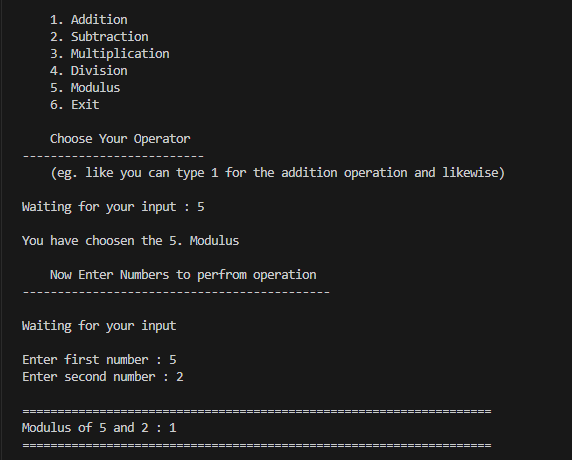 1. Addition
2. Subtraction
3. Multiplication
4. Division
5. Modulus
6. Exit
Choose Your Operator
--------------------------
(eg. like you can type 1 for the addition operation and likewise)
Waiting for your input : 5
You have choosen the 5. Modulus
Now Enter Numbers to perfrom operation
--------------------------------------------
Waiting for your input
Enter first number : 5
Enter second number : 2
===================================================================
Modulus of 5 and 2 : 1
===================================================================